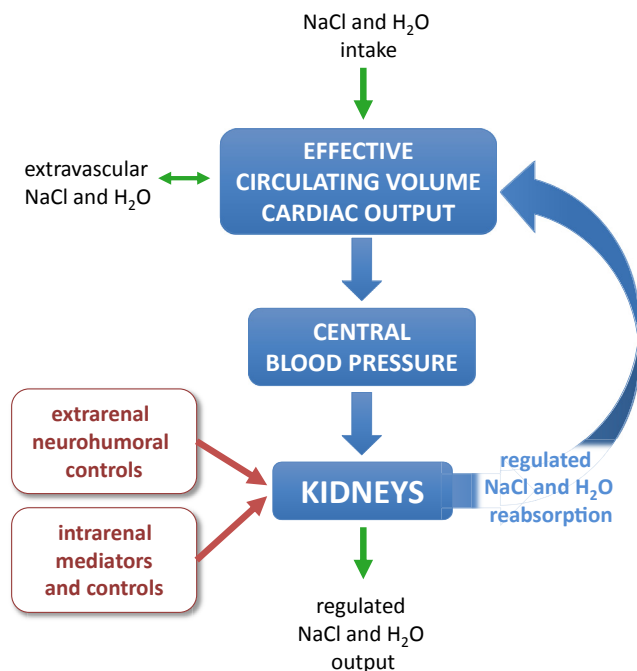 NaCl and H₂O
intake
EFFECTIVE
CIRCULATING VOLUME
CARDIAC OUTPUT
extravascular
NaCl and H₂O
CENTRAL
BLOOD PRESSURE
extrarenal
neurohumoral
controls
KIDNEYS
regulated
NaCl and H₂O
reabsorption
intrarenal
mediators
and controls
regulated
NaCl and H₂O
output